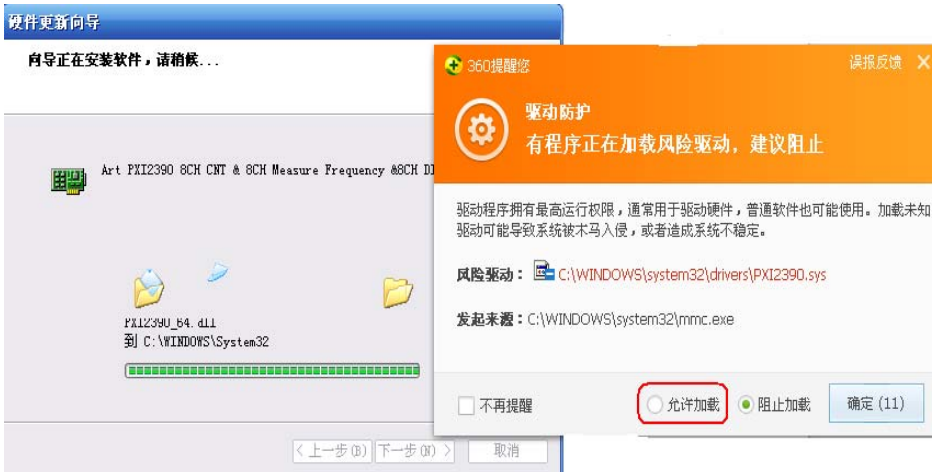 硬件更新向导
向导正在安装软件，请稍候...
Art PXI2390 8CH CNT & 8CH Measure Frequency &8CH DI
PXI2390_64.dll
到 C:\WINDOWS\System32
<上一步(B) 下一步(N) > 取消
360提醒您 误报反馈
驱动防护
有程序正在加载风险驱动，建议阻止
驱动程序拥有最高运行权限，通常用于驱动硬件，普通软件也可能使用。加载未知
驱动可能导致系统被木马入侵，或者造成系统不稳定。
风险驱动： C:\WINDOWS\system32\drivers\PXI2390.sys
发起来源：C:\WINDOWS\system32\mmc.exe
不再提醒 允许加载 阻止加载 确定 (11)